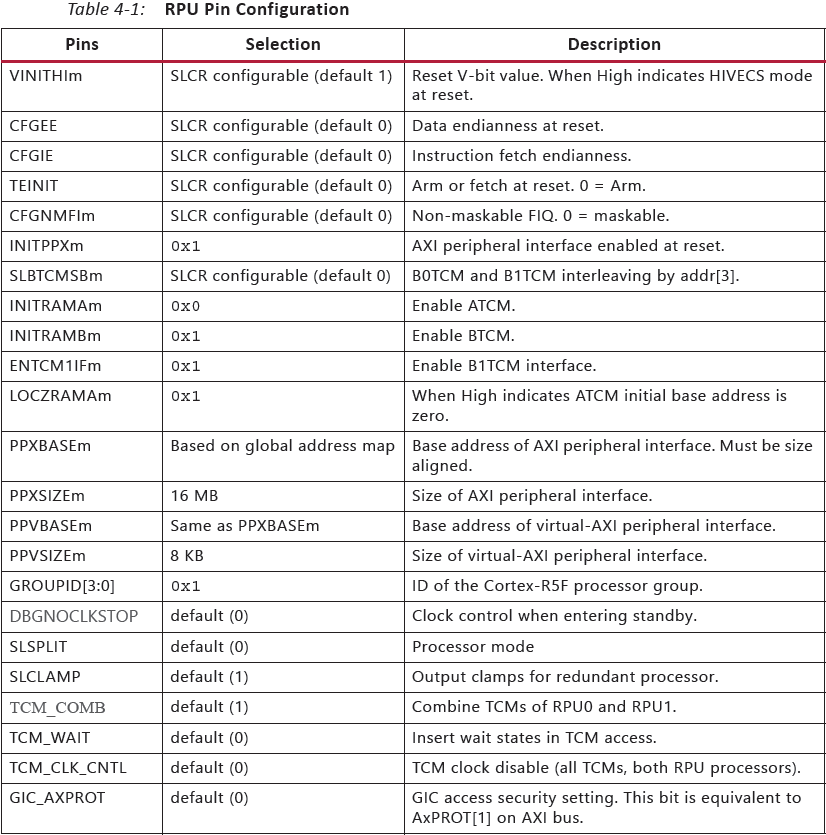 Table 4-1: RPU Pin Configuration
Pins Selection Description
VINITHIm SLCR configurable (default 1) Reset V-bit value. When High indicates HIVECS mode
at reset.
CFGEE SLCR configurable (default 0) Data endianness at reset.
CFGIE SLCR configurable (default 0) Instruction fetch endianness.
TEINIT SLCR configurable (default 0) Arm or fetch at reset. 0 = Arm.
CFGNMFIm SLCR configurable (default 0) Non-maskable FIQ. 0 = maskable.
INITPPXm 0x1 AXI peripheral interface enabled at reset.
SLBTCMSBm SLCR configurable (default 0) B0TCM and B1TCM interleaving by addr[3].
INITRAMAm 0x0 Enable ATCM.
INITRAMBm 0x1 Enable BTCM.
ENTCM1IFm 0x1 Enable B1TCM interface.
LOCZRAMAm 0x1 When High indicates ATCM initial base address is
zero.
PPXBASEm Based on global address map Base address of AXI peripheral interface. Must be size
aligned.
PPXSIZEm 16 MB Size of AXI peripheral interface.
PPVBASEm Same as PPXBASEm Base address of virtual-AXI peripheral interface.
PPVSIZEm 8 KB Size of virtual-AXI peripheral interface.
GROUPID[3:0] 0x1 ID of the Cortex-R5F processor group.
DBGNOCLKSTOP default (0) Clock control when entering standby.
SLSPLIT default (0) Processor mode
SLCLAMP default (1) Output clamps for redundant processor.
TCM_COMB default (1) Combine TCMs of RPU0 and RPU1.
TCM_WAIT default (0) Insert wait states in TCM access.
TCM_CLK_CNTL default (0) TCM clock disable (all TCMs, both RPU processors).
GIC_AXPROT default (0) GIC access security setting. This bit is equivalent to
AxPROT[1] on AXI bus.